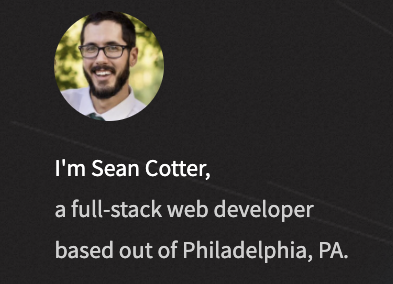 I'm Sean Cotter,
a full-stack web developer
based out of Philadelphia, PA.